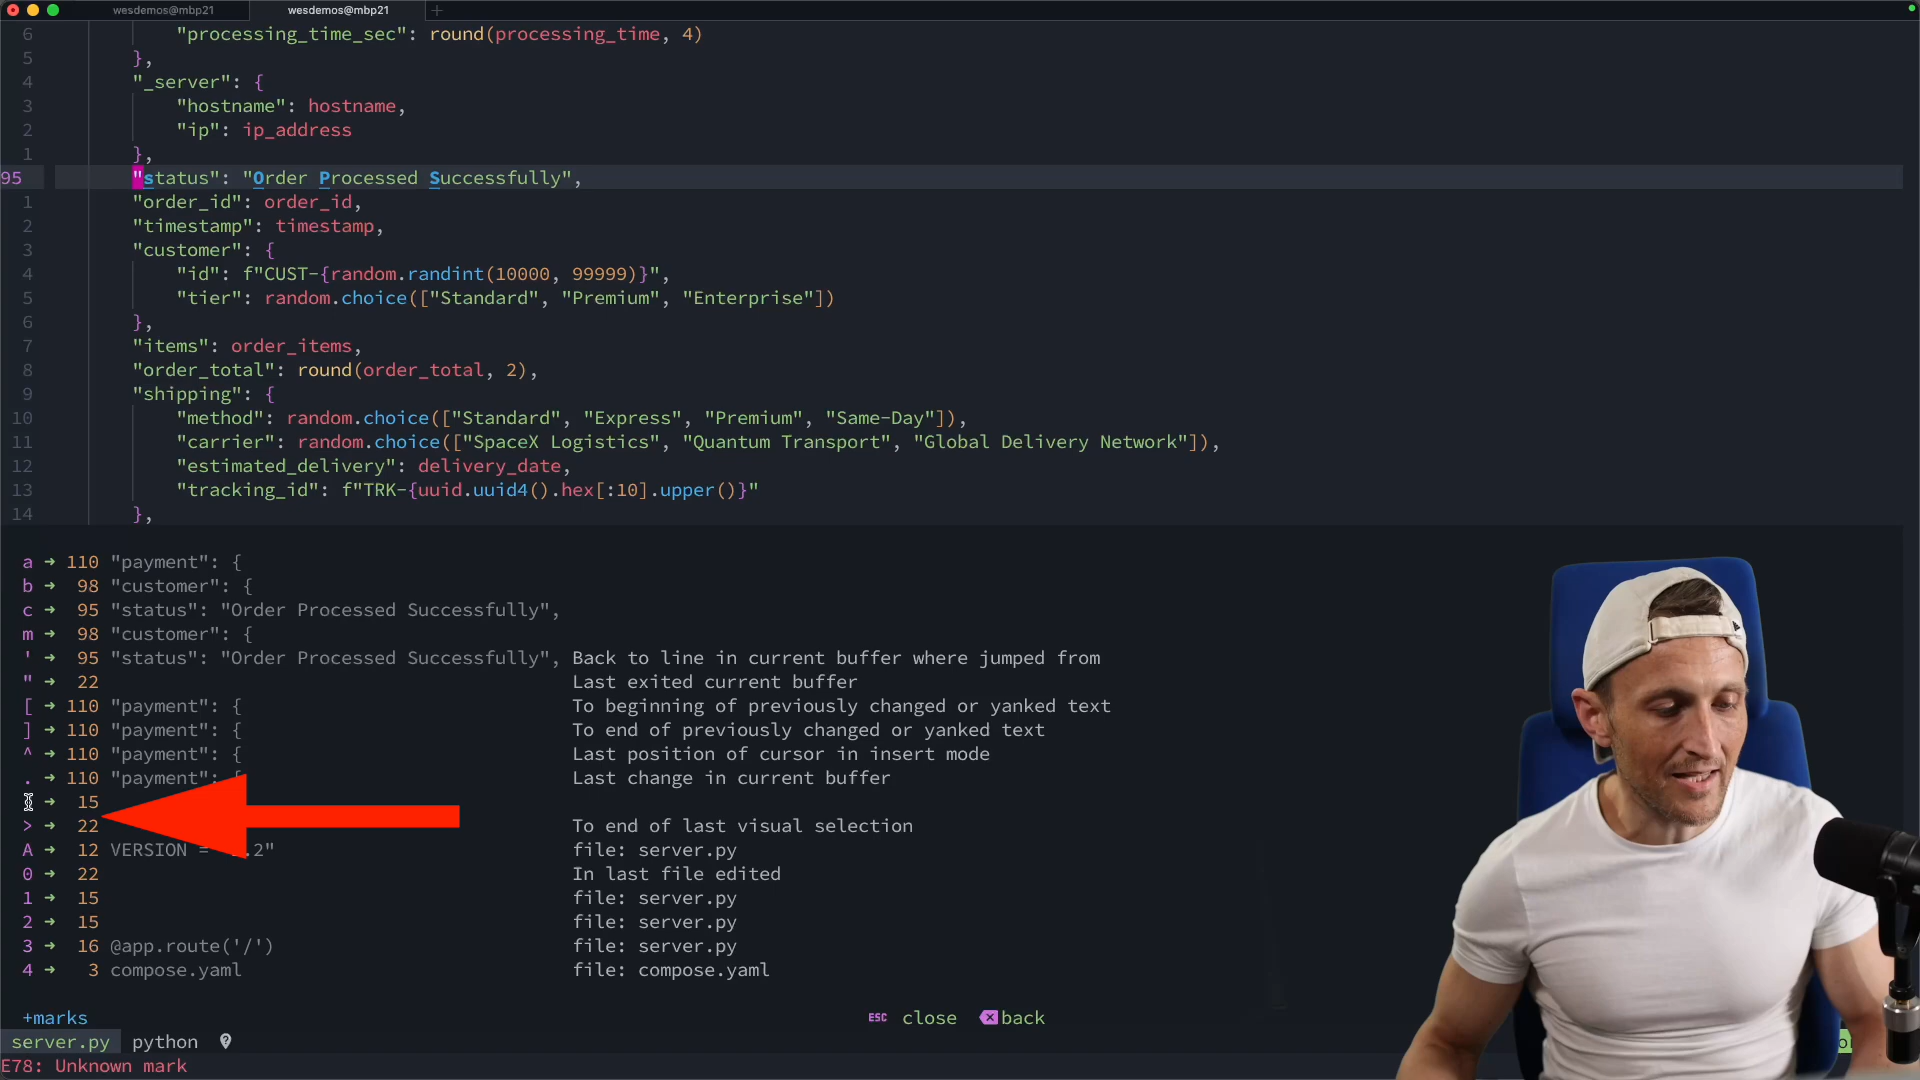 wesdemos@mbp21 wesdemos@mbp21 +
6 "processing_time_sec": round(processing_time, 4)
5 },
4 "_server": {
3 "hostname": hostname,
2 "ip": ip_address
1 },
95 "status": "Order Processed Successfully",
1 "order_id": order_id,
2 "timestamp": timestamp,
3 "customer": {
4 "id": f"CUST-{random.randint(10000, 99999)}",
5 "tier": random.choice(["Standard", "Premium", "Enterprise"])
6 },
7 "items": order_items,
8 "order_total": round(order_total, 2),
9 "shipping": {
10 "method": random.choice(["Standard", "Express", "Premium", "Same-Day"]),
11 "carrier": random.choice(["SpaceX Logistics", "Quantum Transport", "Global Delivery Network"]),
12 "estimated_delivery": delivery_date,
13 "tracking_id": f"TRK-{uuid.uuid4().hex[:10].upper()}"
14 },
a ➜ 110 "payment": {
b ➜ 98 "customer": {
c ➜ 95 "status": "Order Processed Successfully",
m ➜ 98 "customer": {
' ➜ 95 "status": "Order Processed Successfully", Back to line in current buffer where jumped from
" ➜ 22 Last exited current buffer
[ ➜ 110 "payment": { To beginning of previously changed or yanked text
] ➜ 110 "payment": { To end of previously changed or yanked text
^ ➜ 110 "payment": { Last position of cursor in insert mode
. ➜ 110 "payment": { Last change in current buffer
➜ 15
> ➜ 22 To end of last visual selection
A ➜ 12 VERSION = .2" file: server.py
0 ➜ 22 In last file edited
1 ➜ 15 file: server.py
2 ➜ 15 file: server.py
3 ➜ 16 @app.route('/') file: server.py
4 ➜ 3 compose.yaml file: compose.yaml
+marks ESC close back
server.py python
E78: Unknown mark